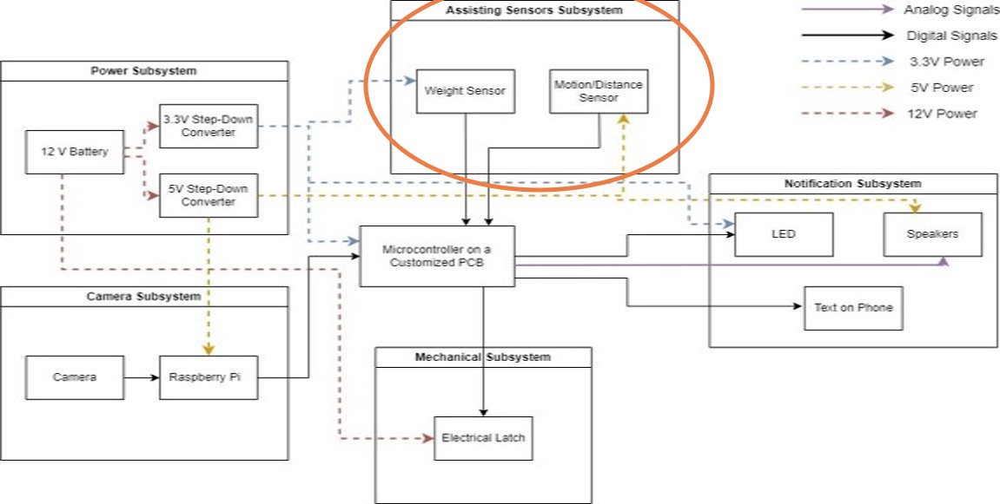 Assisting Sensors Subsystem
Weight Sensor
Motion/Distance
Sensor
Analog Signals
Digital Signals
3.3V Power
5V Power
12V Power
Power Subsystem
12 V Battery
3.3V Step-Down
Converter
5V Step-Down
Converter
Notification Subsystem
LED
Speakers
Text on Phone
Microcontroller on a
Customized PCB
Camera Subsystem
Camera
Raspberry Pi
Mechanical Subsystem
Electrical Latch